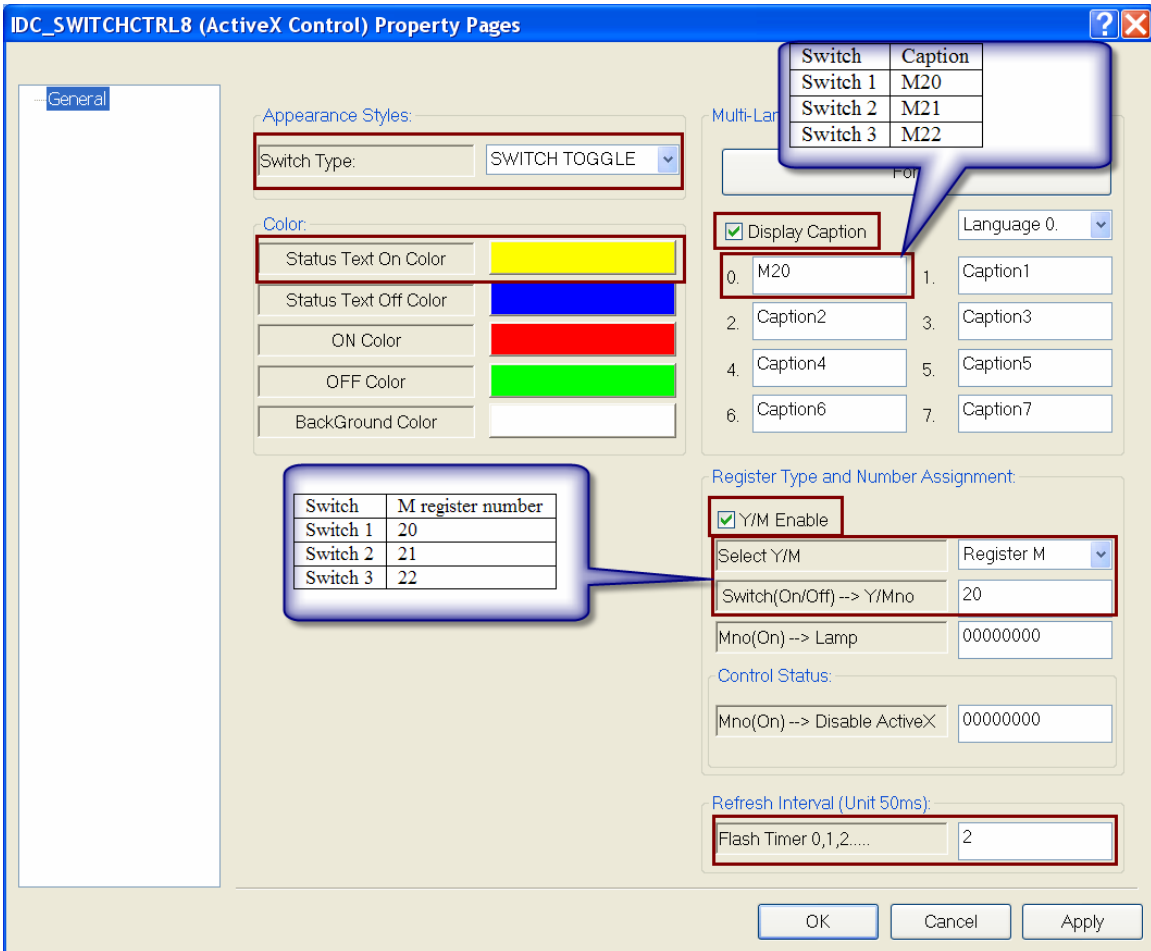 IDC_SWITCHCTRL8 (ActiveX Control) Property Pages
General
Appearance Styles:
Switch Type: SWITCH TOGGLE
Color:
Status Text On Color
Status Text Off Color
ON Color
OFF Color
BackGround Color
Switch Caption
Switch 1 M20
Switch 2 M21
Switch 3 M22
Display Caption Language 0.
0. M20 1. Caption1
2. Caption2 3. Caption3
4. Caption4 5. Caption5
6. Caption6 7. Caption7
Switch M register number
Switch 1 20
Switch 2 21
Switch 3 22
Register Type and Number Assignment:
Y/M Enable
Select Y/M Register M
Switch(On/Off) --> Y/Mno 20
Mno(On) --> Lamp 00000000
Control Status:
Mno(On) --> Disable ActiveX 00000000
Refresh Interval (Unit 50ms):
Flash Timer 0,1,2..... 2
OK Cancel Apply